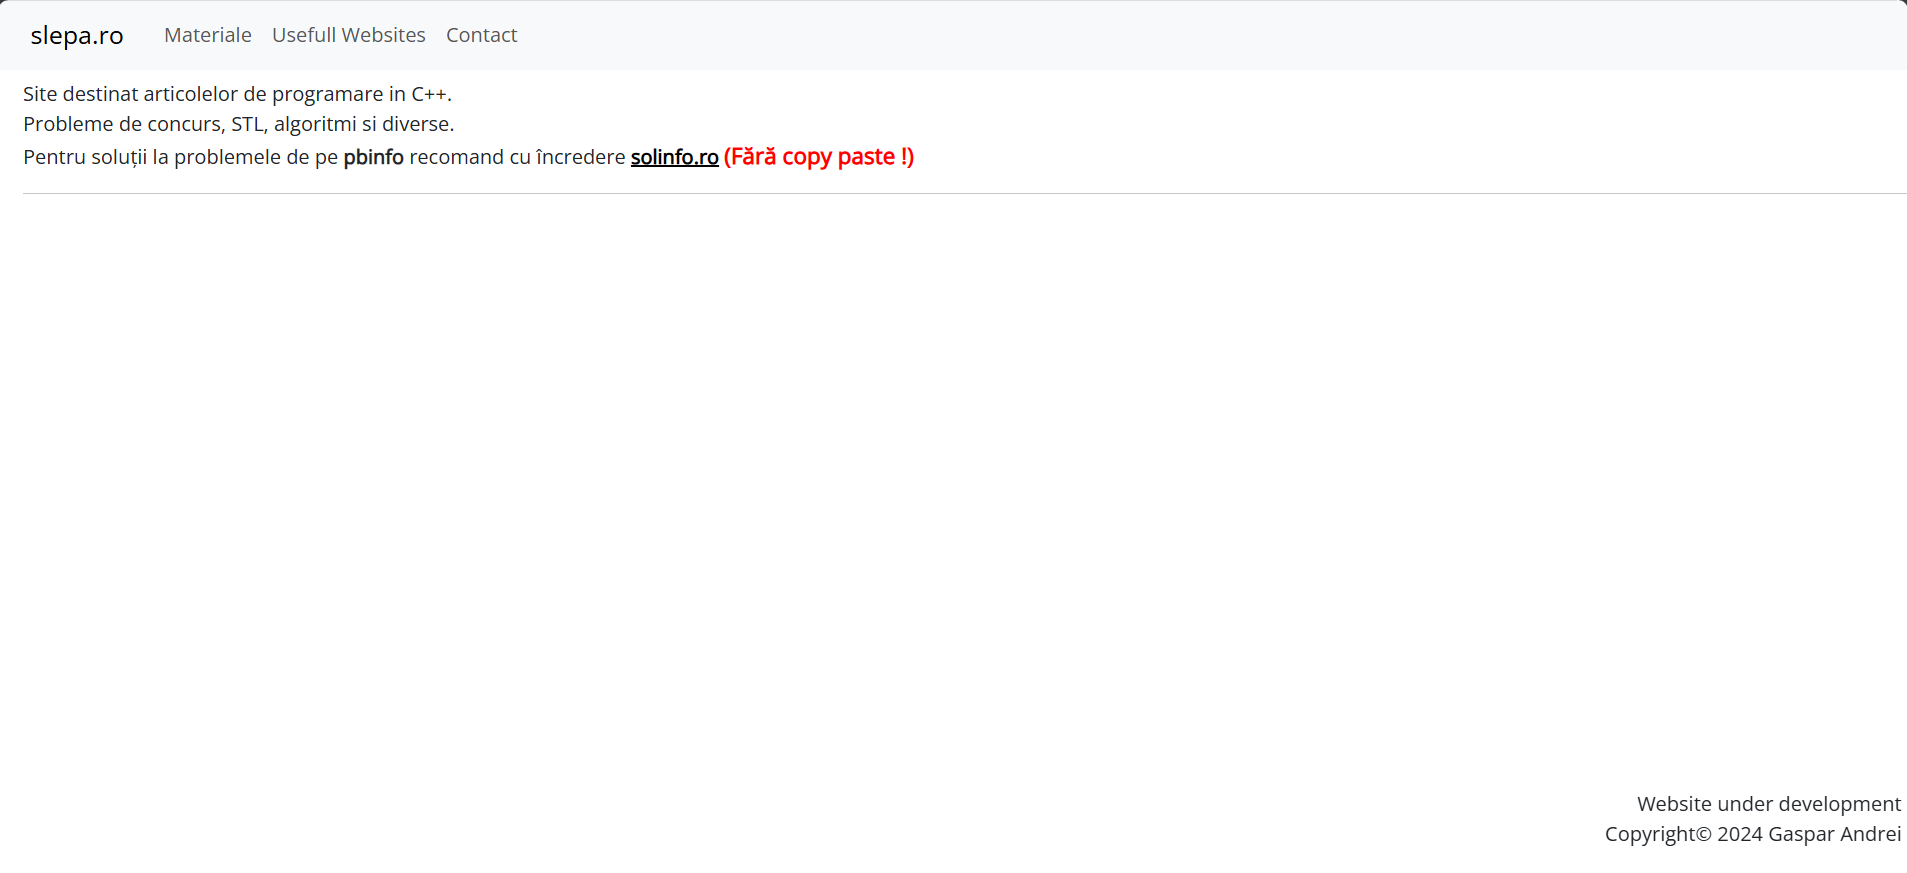 slepa.ro Materiale Usefull Websites Contact
Site destinat articolelor de programare in C++.
Probleme de concurs, STL, algoritmi si diverse.
Pentru soluții la problemele de pe pbinfo recomand cu încredere solinfo.ro (Fără copy paste !)
Website under development
Copyright© 2024 Gaspar Andrei